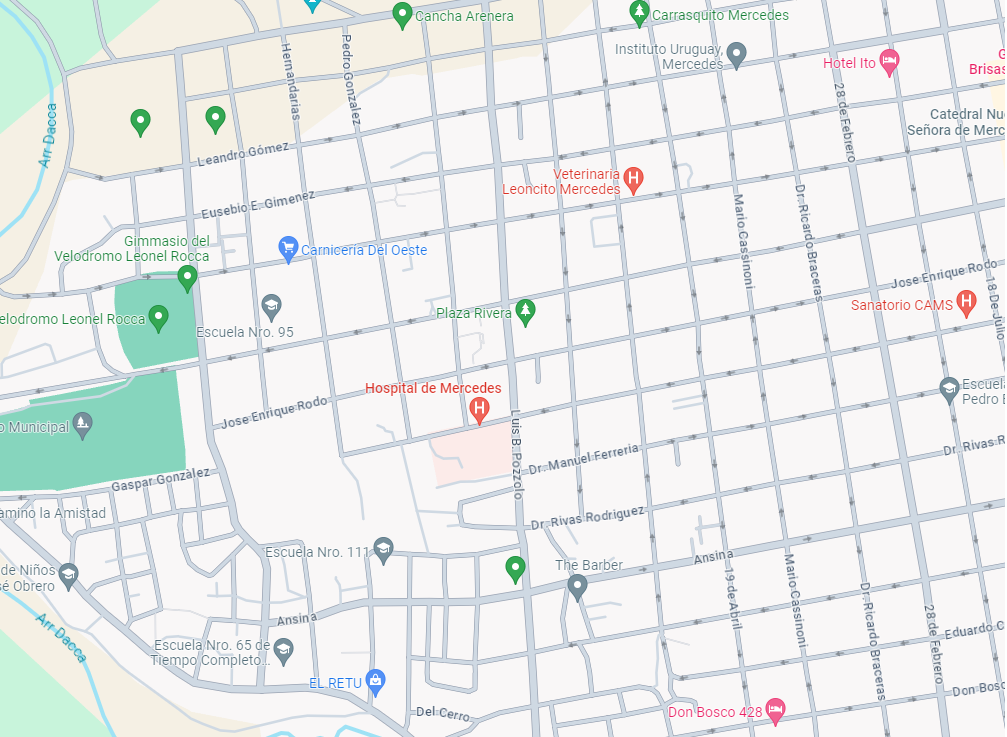 Cancha Arenera
Carrasquito Mercedes
Instituto Uruguay,
Mercedes
Hotel Ito
Brisas
Hernandarias
Pedro Gonzalez
28 de Febrero
Catedral Nu
Señora de Merc
Arr Dacca
Leandro Gómez
Veterinaria
Leoncito Mercedes
Eusebio E. Gimenez
Mario Cassinoni
Dr. Ricardo Braceras
Gimmasio del
Velodromo Leonel Rocca
Carniceria Del Oeste
Jose Enrique Rodo
18 De Julio
Sanatorio CAMS
elodromo Leonel Rocca
Escuela Nro. 95
Plaza Rivera
Hospital de Mercedes
Escuela
Pedro
Jose Enrique Rodo
o Municipal
Luis B. Pozzolo
Dr. Manuel Ferreria
Dr. Rivas R
Gaspar Gonzálež
amino la Amistad
Dr. Rivas Rodriguez
Escuela Nro. 111
The Barber
Ansina
de Niños
sé Obrero
19 de Abril
Mario Cassinoni
Dr. Ricardo Braceras
28 de Febrero
Ansina
Eduardo C
Arr Dacca
Escuela Nro. 65 de
Tiempo Completo...
EL RETU
Del Cerro
Don Bosco 428
Don Bosc